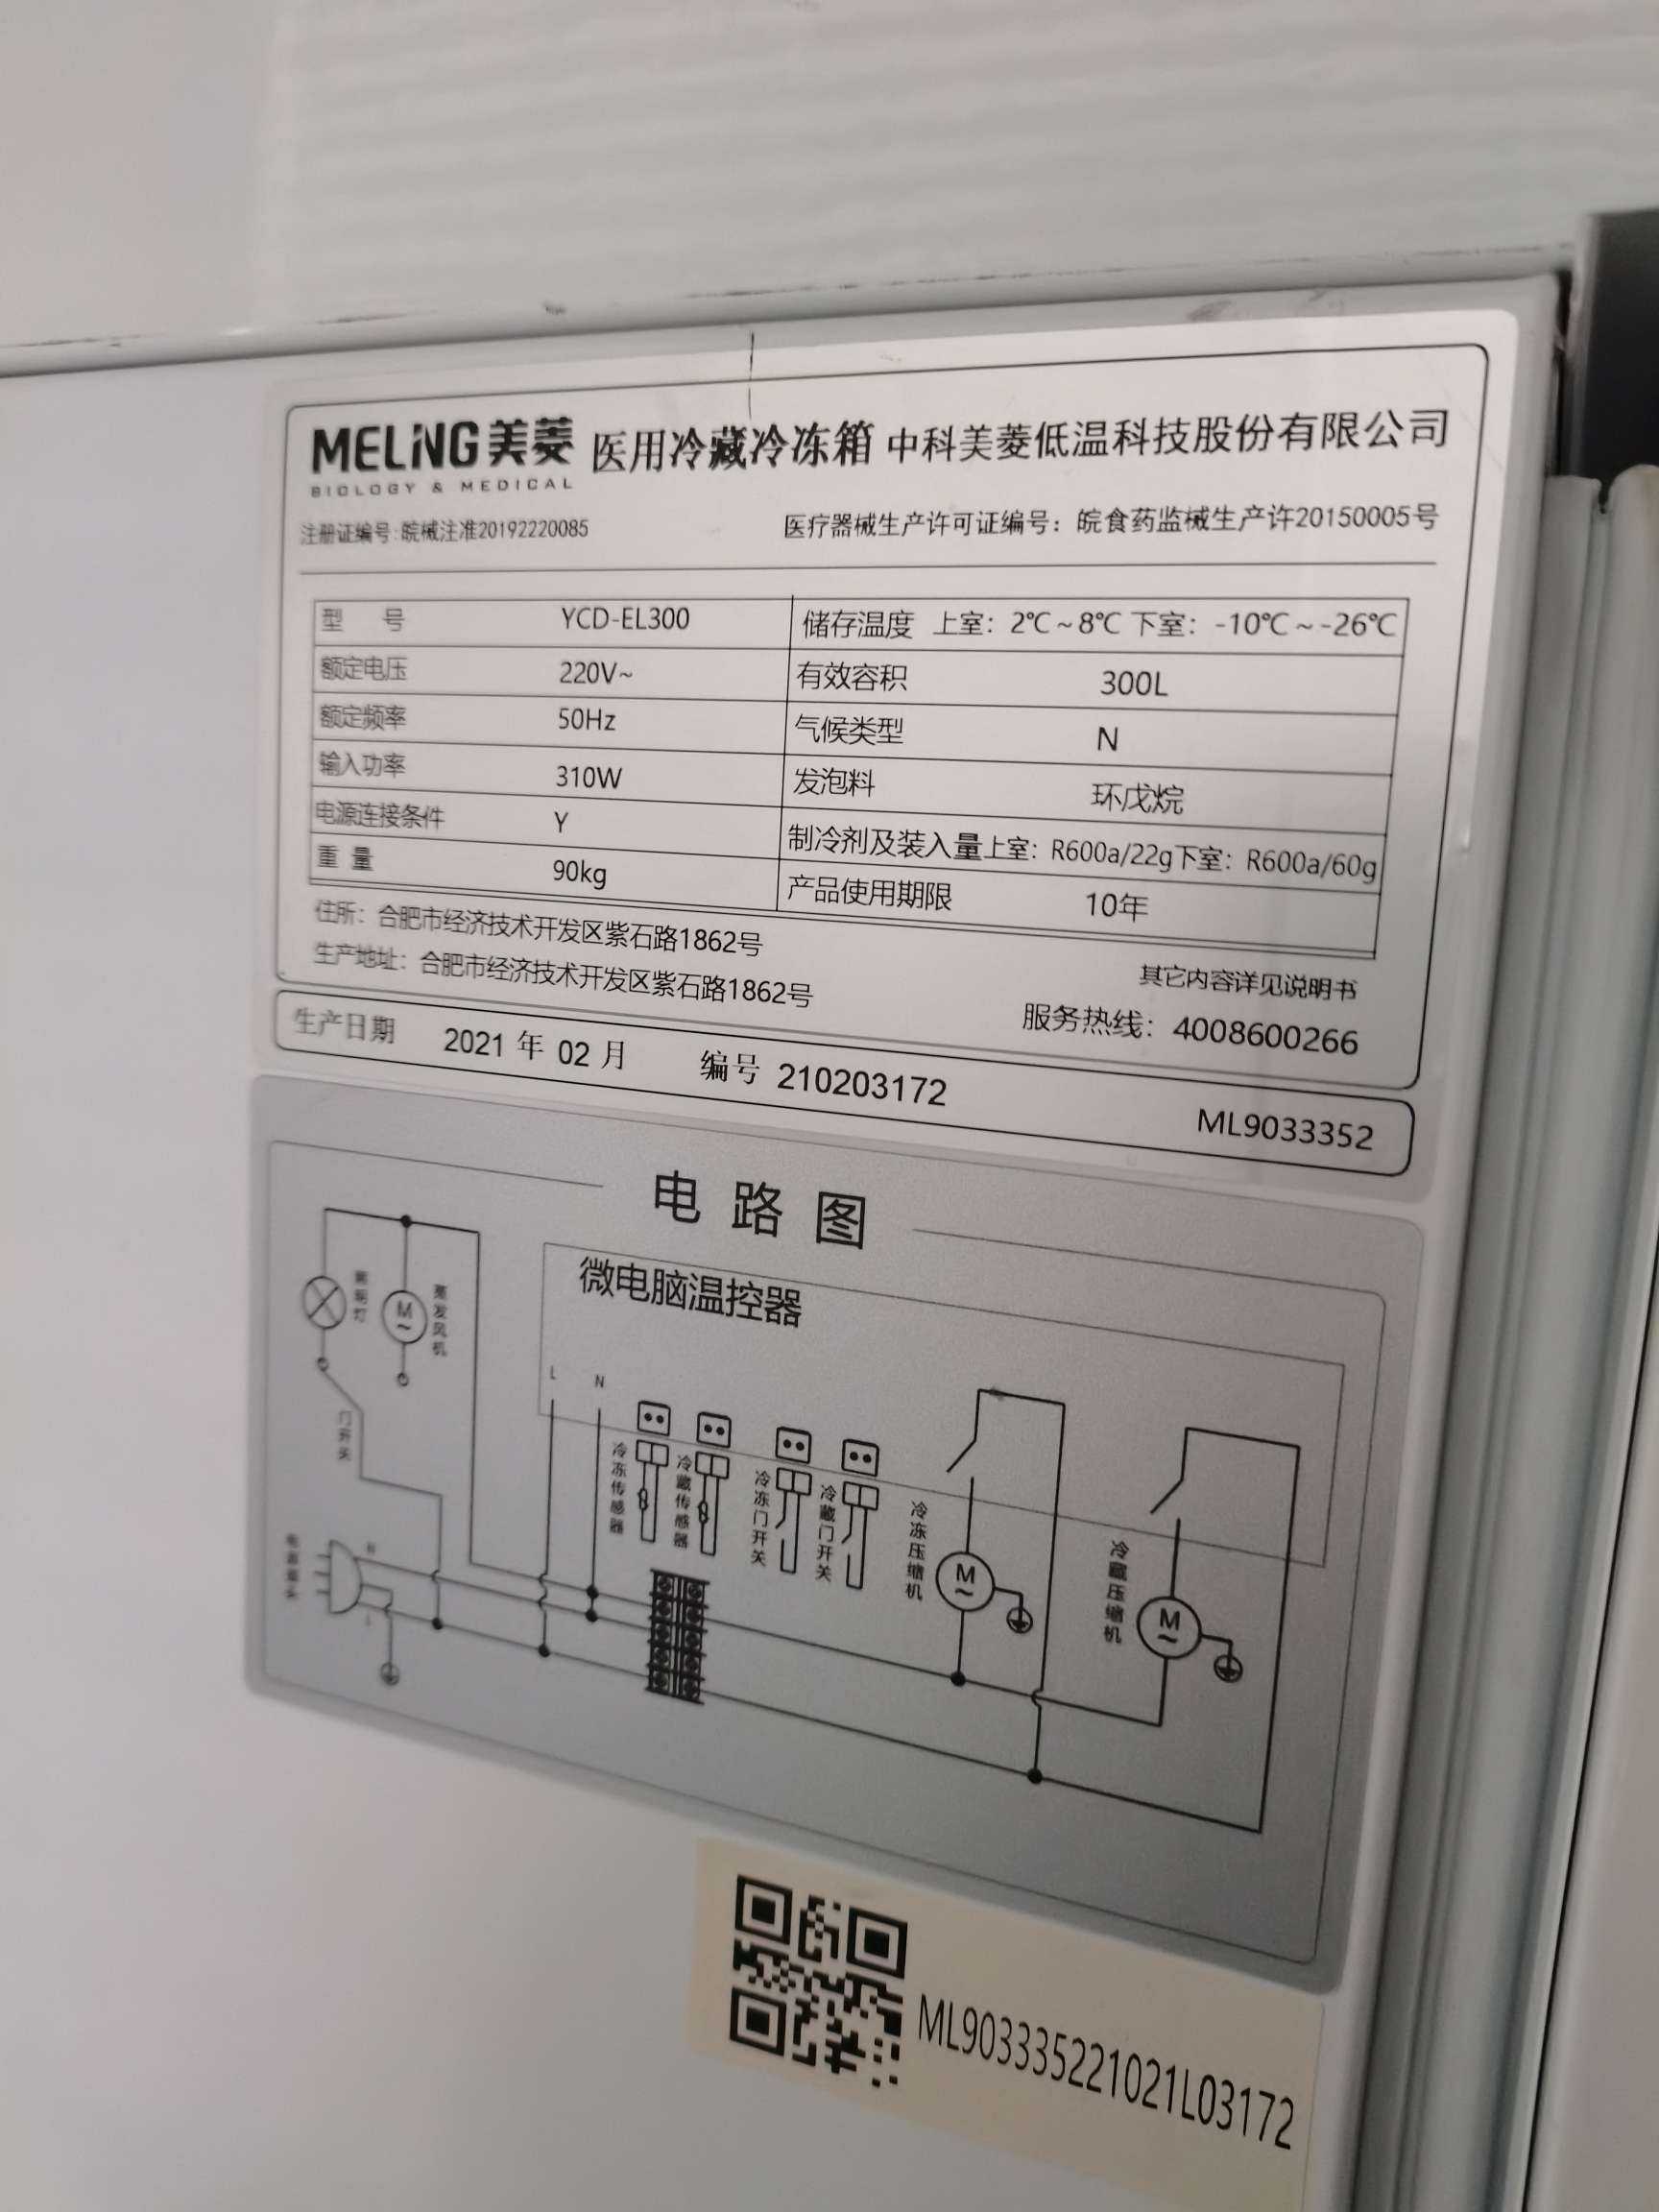 MELING美菱 医用冷藏冷冻箱 中科美菱低温科技股份有限公司
BIOLOGY & MEDICAL
注册证编号:皖械注准20192220085 医疗器械生产许可证编号：皖食药监械生产许20150005号
型 号 YCD-EL300 储存温度 上室：2℃~8℃ 下室：-10℃~-26℃
额定电压 220V~ 有效容积 300L
额定频率 50Hz 气候类型 N
输入功率 310W 发泡料 环戊烷
电源连接条件 Y 制冷剂及装入量上室：R600a/22g下室：R600a/60g
重 量 90kg 产品使用期限 10年
住所：合肥市经济技术开发区紫石路1862号
生产地址：合肥市经济技术开发区紫石路1862号
其它内容详见说明书
服务热线：4008600266
生产日期 2021 年 02 月 编号 210203172 ML9033352
电路图
微电脑温控器
照明灯
M
~
蒸发风机
门开关
L
N
冷冻传感器
冷藏传感器
冷冻门开关
冷藏门开关
冷冻压缩机
M
~
冷藏压缩机
M
~
电源插头
N
L
ML903335221021L03172